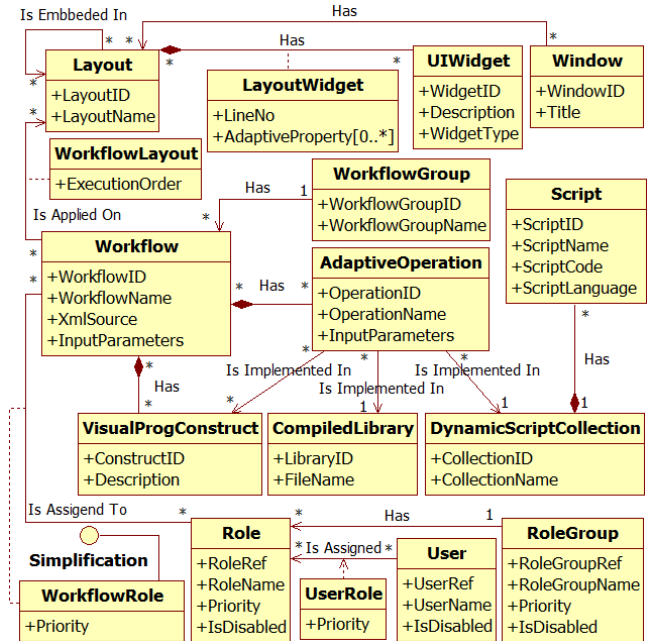 Is Embbeded In
Has
*
*
*
Layout
+LayoutID
+LayoutName
*
Has
*
*
*
LayoutWidget
+LineNo
+AdaptiveProperty[0..*]
UIWidget
+WidgetID
+Description
+WidgetType
Window
+WindowID
+Title
WorkflowLayout
+ExecutionOrder
Is Applied On
*
*
Has
1
*
WorkflowGroup
+WorkflowGroupID
+WorkflowGroupName
Script
+ScriptID
+ScriptName
+ScriptCode
+ScriptLanguage
*
Has
1
Workflow
+WorkflowID
+WorkflowName
+XmlSource
+InputParameters
*
Has
*
AdaptiveOperation
+OperationID
+OperationName
+InputParameters
*
Has
*
*
Is Implemented In
*
*
Is Implemented In
1
*
Is Implemented In
1
VisualProgConstruct
+ConstructID
+Description
CompiledLibrary
+LibraryID
+FileName
DynamicScriptCollection
+CollectionID
+CollectionName
Is Assigend To
*
Simplification
WorkflowRole
+Priority
Role
+RoleRef
+RoleName
+Priority
+IsDisabled
*
Has
1
*
Is Assigned
*
UserRole
+Priority
User
+UserRef
+UserName
+IsDisabled
RoleGroup
+RoleGroupRef
+RoleGroupName
+Priority
+IsDisabled